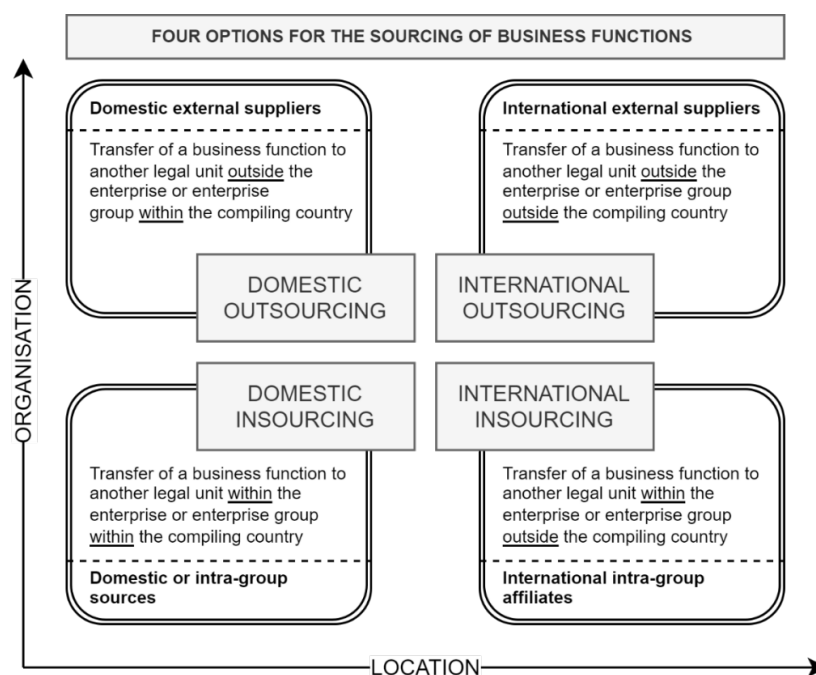 FOUR OPTIONS FOR THE SOURCING OF BUSINESS FUNCTIONS
Domestic external suppliers
Transfer of a business function to
another legal unit outside the
enterprise or enterprise
group within the compiling country
DOMESTIC
OUTSOURCING
International external suppliers
Transfer of a business function to
another legal unit outside the
enterprise or enterprise group
outside the compiling country
INTERNATIONAL
OUTSOURCING
ORGANISATION
DOMESTIC
INSOURCING
Transfer of a business function to
another legal unit within the
enterprise or enterprise group
within the compiling country
Domestic or intra-group
sources
INTERNATIONAL
INSOURCING
Transfer of a business function to
another legal unit within the
enterprise or enterprise group
outside the compiling country
International intra-group
affiliates
LOCATION